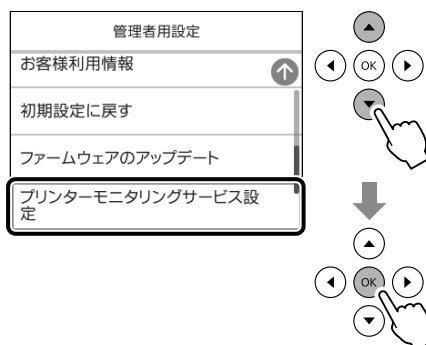 管理者用設定
お客様利用情報
OK
初期設定に戻す
ファームウェアのアップデート
プリンターモニタリングサービス設
定
OK